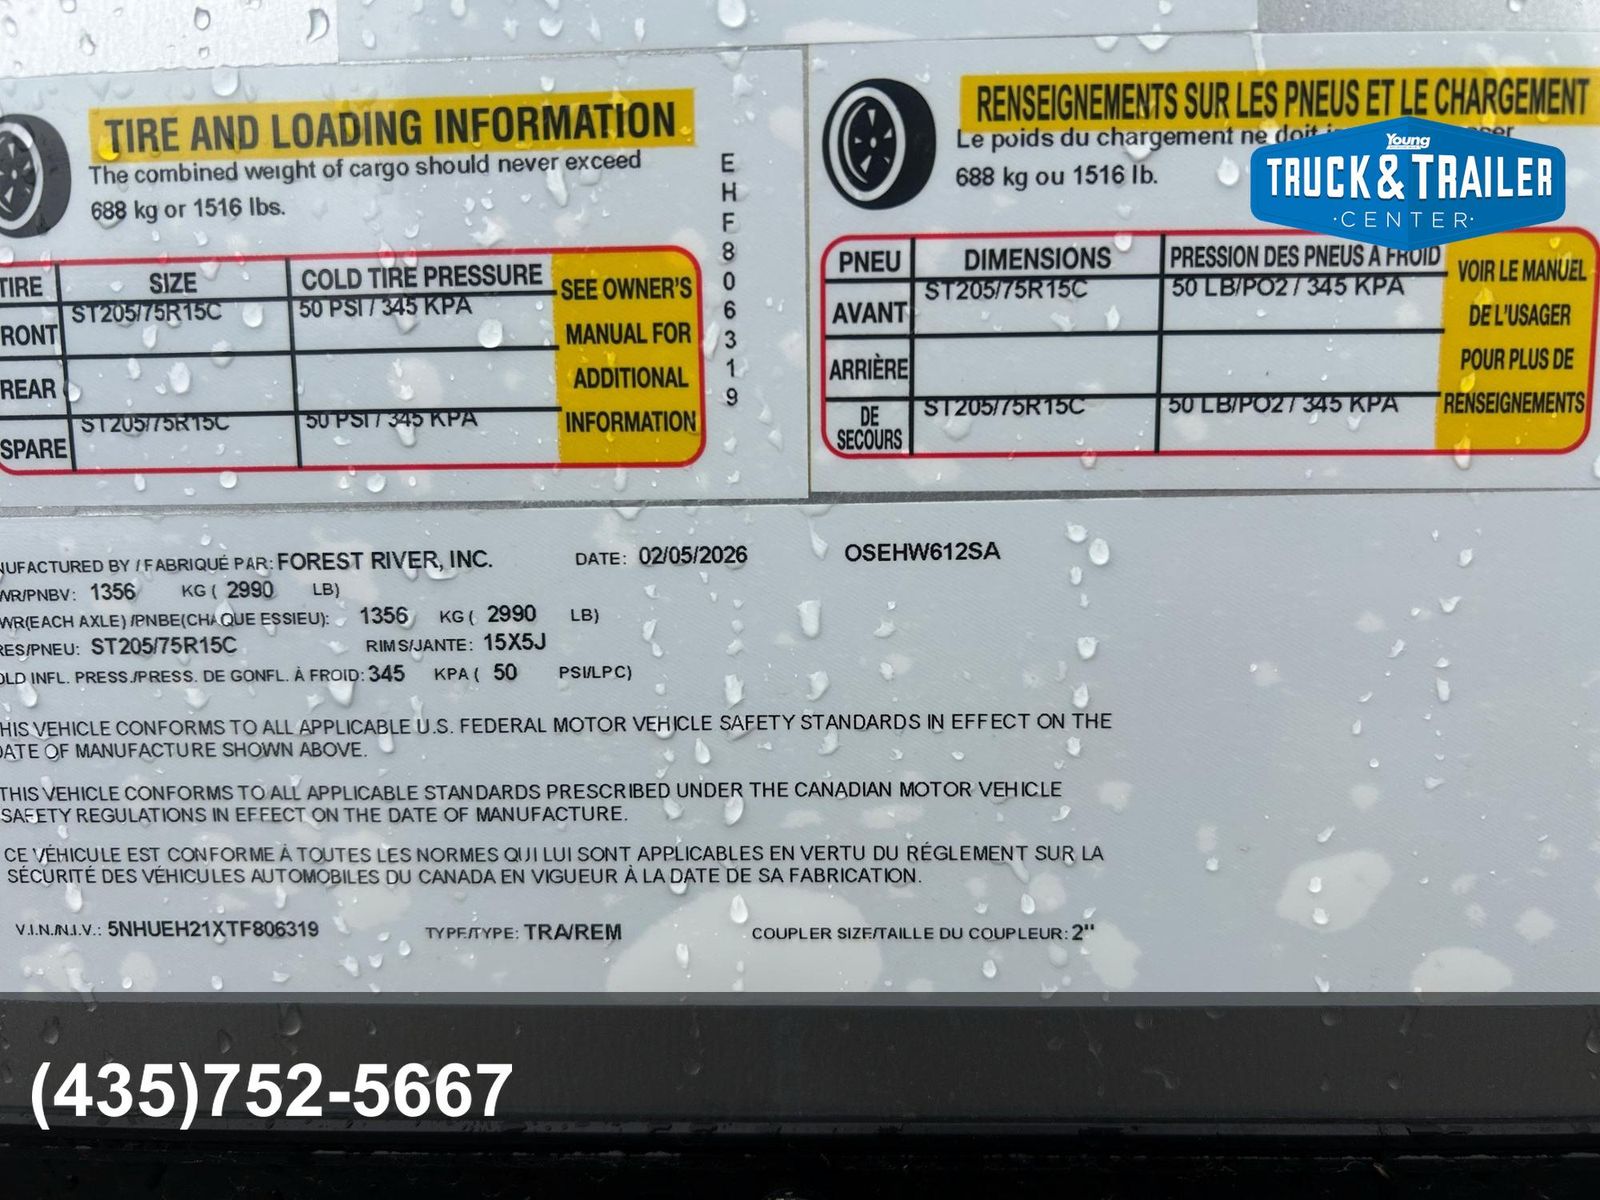 TIRE AND LOADING INFORMATION
The combined weight of cargo should never exceed
688 kg or 1516 lbs.
TIRE SIZE COLD TIRE PRESSURE
RONT ST205/75R15C 50 PSI / 345 KPA
REAR
SPARE ST205/75R15C 50 PSI / 345 KPA
SEE OWNER'S
MANUAL FOR
ADDITIONAL
INFORMATION
EHF806319
RENSEIGNEMENTS SUR LES PNEUS ET LE CHARGEMENT
Le poids du chargement ne doit
688 kg ou 1516 lb.
PNEU DIMENSIONS PRESSION DES PNEUS À FROID
AVANT ST205/75R15C 50 LB/PO2 / 345 KPA
ARRIÈRE
DE SECOURS ST205/75R15C 50 LB/PO2 / 345 KPA
VOIR LE MANUEL
DE L'USAGER
POUR PLUS DE
RENSEIGNEMENTS
Young
TRUCK & TRAILER
·CENTER·
NUFACTURED BY / FABRIQUÉ PAR: FOREST RIVER, INC. DATE: 02/05/2026 OSEHW612SA
WR/PNBV: 1356 KG ( 2990 LB)
WR(EACH AXLE) /PNBE(CHAQUE ESSIEU): 1356 KG ( 2990 LB)
RES/PNEU: ST205/75R15C RIMS/JANTE: 15X5J
OLD INFL. PRESS./PRESS. DE GONFL. À FROID: 345 KPA ( 50 PSI/LPC)
HIS VEHICLE CONFORMS TO ALL APPLICABLE U.S. FEDERAL MOTOR VEHICLE SAFETY STANDARDS IN EFFECT ON THE
DATE OF MANUFACTURE SHOWN ABOVE.
THIS VEHICLE CONFORMS TO ALL APPLICABLE STANDARDS PRESCRIBED UNDER THE CANADIAN MOTOR VEHICLE
SAFETY REGULATIONS IN EFFECT ON THE DATE OF MANUFACTURE.
CE VÉHICULE EST CONFORME À TOUTES LES NORMES QUI LUI SONT APPLICABLES EN VERTU DU RÉGLEMENT SUR LA
SÉCURITÉ DES VÉHICULES AUTOMOBILES DU CANADA EN VIGUEUR À LA DATE DE SA FABRICATION.
V.I.N./N.I.V.: 5NHUEH21XTF806319 TYPE/TYPE: TRA/REM COUPLER SIZE/TAILLE DU COUPLEUR: 2"
(435)752-5667